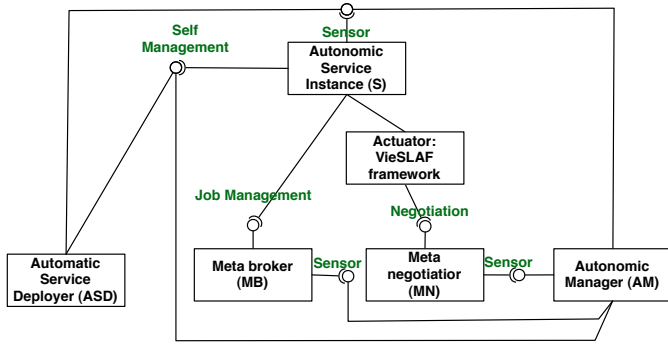 Self
Management
Sensor
Autonomic
Service
Instance (S)
Actuator:
VieSLAF
framework
Job Management
Negotiation
Automatic
Service
Deployer (ASD)
Meta broker
(MB)
Sensor
Meta
negotiatior
(MN)
Sensor
Autonomic
Manager (AM)